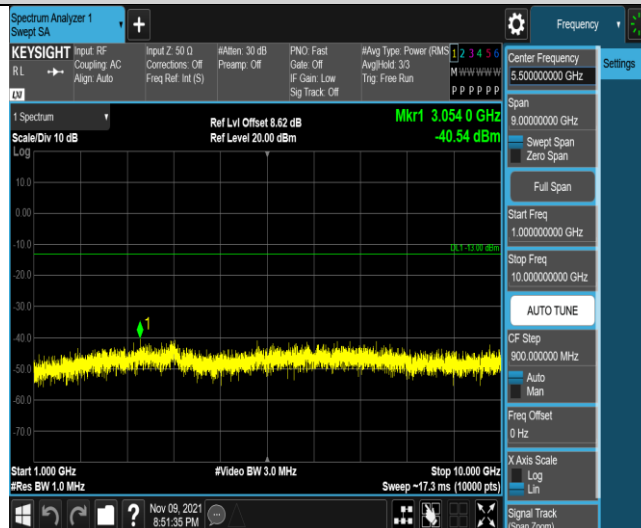 Spectrum Analyzer 1
Swept SA
Frequency
KEYSIGHT
RL
LXI
Input: RF
Coupling: AC
Align: Auto
Input Z: 50 Ω
Corrections: Off
Freq Ref: Int (S)
#Atten: 30 dB
Preamp: Off
PNO: Fast
Gate: Off
IF Gain: Low
Sig Track: Off
#Avg Type: Power (RMS
Avg|Hold: 3/3
Trig: Free Run
1 2 3 4 5 6
M W W W W W
P P P P P P
1 Spectrum
Scale/Div 10 dB
Log
Ref Lvl Offset 8.62 dB
Ref Level 20.00 dBm
Mkr1 3.054 0 GHz
-40.54 dBm
10.0
0.00
-10.0
DL1 -13.00 dBm
-20.0
-30.0
1
-40.0
-50.0
-60.0
-70.0
Start 1.000 GHz
#Video BW 3.0 MHz
Stop 10.000 GHz
#Res BW 1.0 MHz
Sweep ~17.3 ms (10000 pts)
?
Nov 09, 2021
8:51:35 PM
Center Frequency
5.500000000 GHz
Settings
Span
9.00000000 GHz
Swept Span
Zero Span
Full Span
Start Freq
1.000000000 GHz
Stop Freq
10.000000000 GHz
AUTO TUNE
CF Step
900.000000 MHz
Auto
Man
Freq Offset
0 Hz
X Axis Scale
Log
Lin
Signal Track
(Span Zoom)